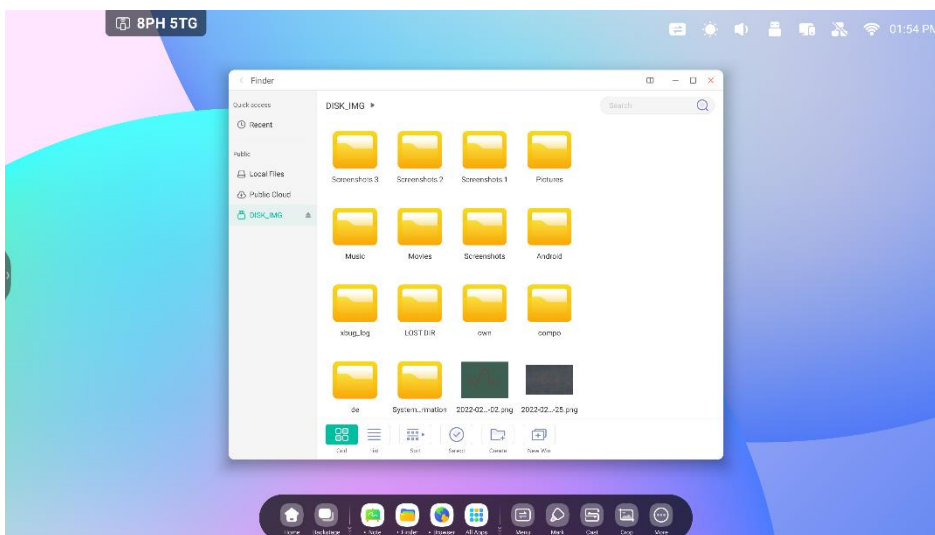 8PH 5TG
01:54 PM
Finder
Quick access
DISK_IMG
Search
Recent
Public
Local Files
Public Cloud
DISK_IMG
Screenshots 3 Screenshots 2 Screenshots 1 Pictures
Music Movies Screenshots Android
xbug_log LOST.DIR own compo
de System...rmation 2022-02...-02.png 2022-02...-25.png
Grid List Sort Select Create New Win
Home Backstage • Note • Finder • Browser All Apps Menu Mark Cast Crop More